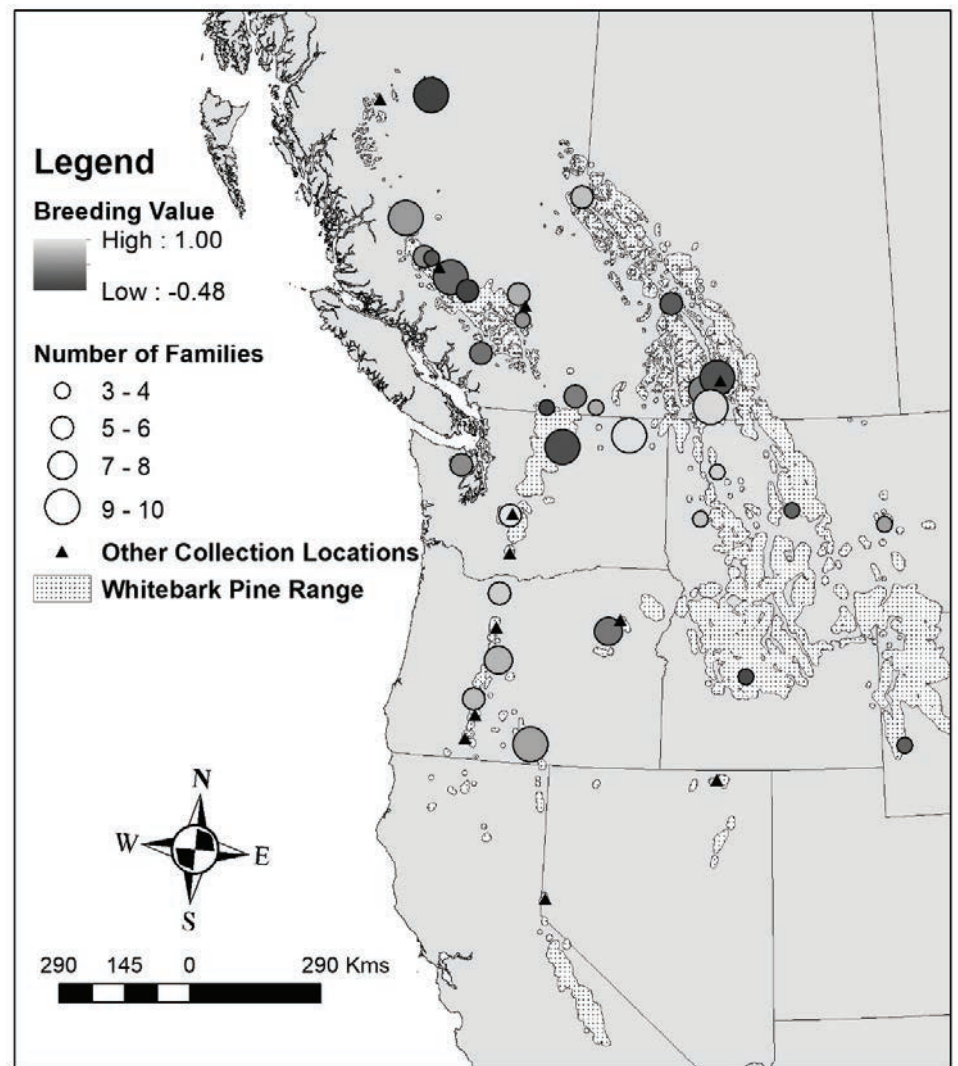 Legend
Breeding Value
High : 1.00
Low : -0.48
Number of Families
3 - 4
5 - 6
7 - 8
9 - 10
Other Collection Locations
Whitebark Pine Range
N
W E
S
290 145 0 290 Kms